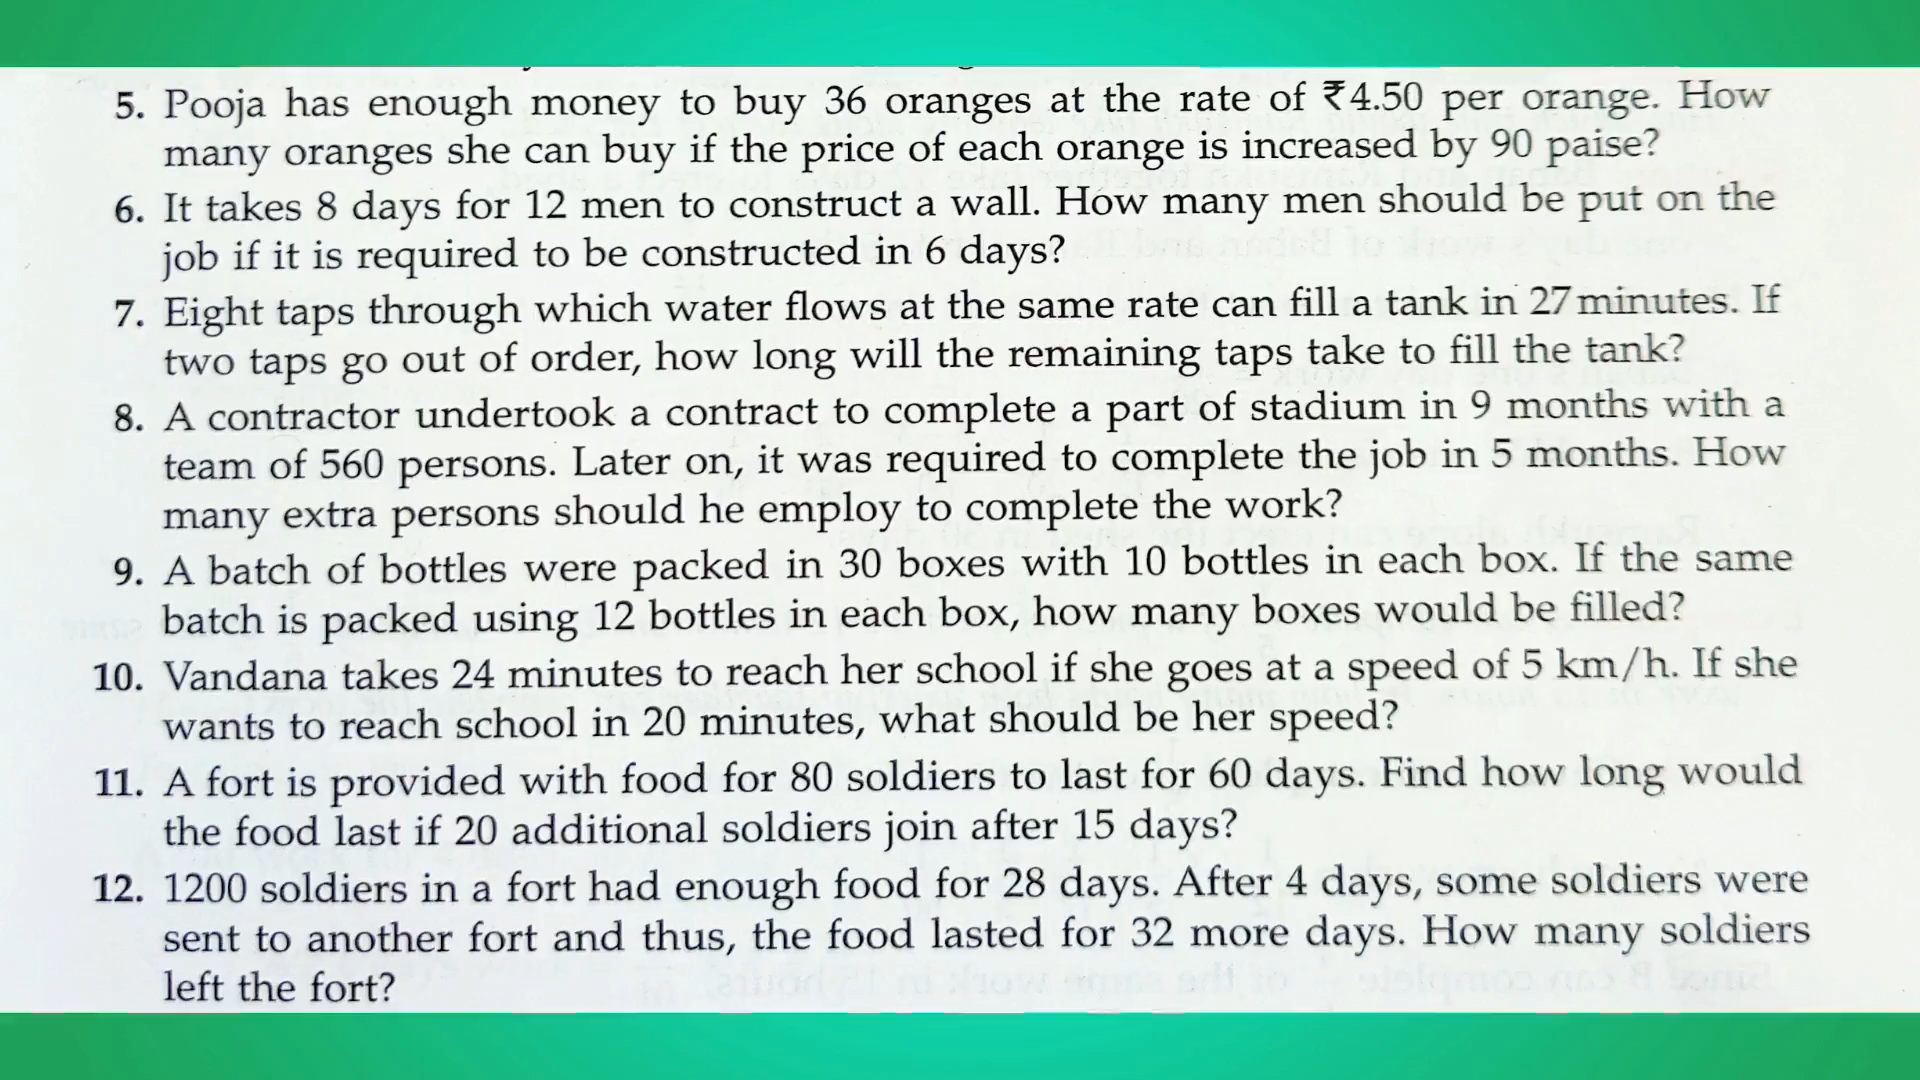 5. Pooja has enough money to buy 36 oranges at the rate of ₹4.50 per orange. How
many oranges she can buy if the price of each orange is increased by 90 paise?
6. It takes 8 days for 12 men to construct a wall. How many men should be put on the
job if it is required to be constructed in 6 days?
7. Eight taps through which water flows at the same rate can fill a tank in 27 minutes. If
two taps go out of order, how long will the remaining taps take to fill the tank?
8. A contractor undertook a contract to complete a part of stadium in 9 months with a
team of 560 persons. Later on, it was required to complete the job in 5 months. How
many extra persons should he employ to complete the work?
9. A batch of bottles were packed in 30 boxes with 10 bottles in each box. If the same
batch is packed using 12 bottles in each box, how many boxes would be filled?
10. Vandana takes 24 minutes to reach her school if she goes at a speed of 5 km/h. If she
wants to reach school in 20 minutes, what should be her speed?
11. A fort is provided with food for 80 soldiers to last for 60 days. Find how long would
the food last if 20 additional soldiers join after 15 days?
12. 1200 soldiers in a fort had enough food for 28 days. After 4 days, some soldiers were
sent to another fort and thus, the food lasted for 32 more days. How many soldiers
left the fort?